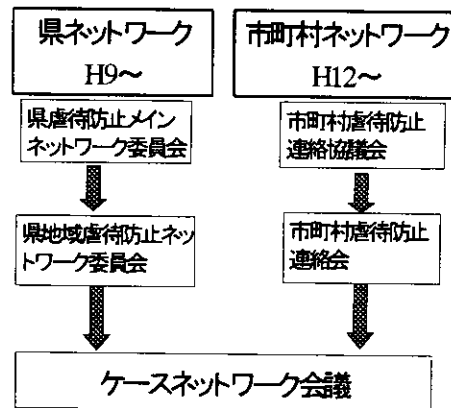 県ネットワーク
H9～
県虐待防止メイン
ネットワーク委員会
県地域虐待防止ネッ
トワーク委員会
市町村ネットワーク
H12～
市町村虐待防止
連絡協議会
市町村虐待防止
連絡会
ケースネットワーク会議